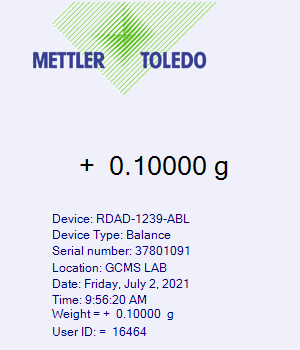 METTLER TOLEDO
+ 0.10000 g
Device: RDAD-1239-ABL
Device Type: Balance
Serial number: 37801091
Location: GCMS LAB
Date: Friday, July 2, 2021
Time: 9:56:20 AM
Weight = + 0.10000 g
User ID: = 16464